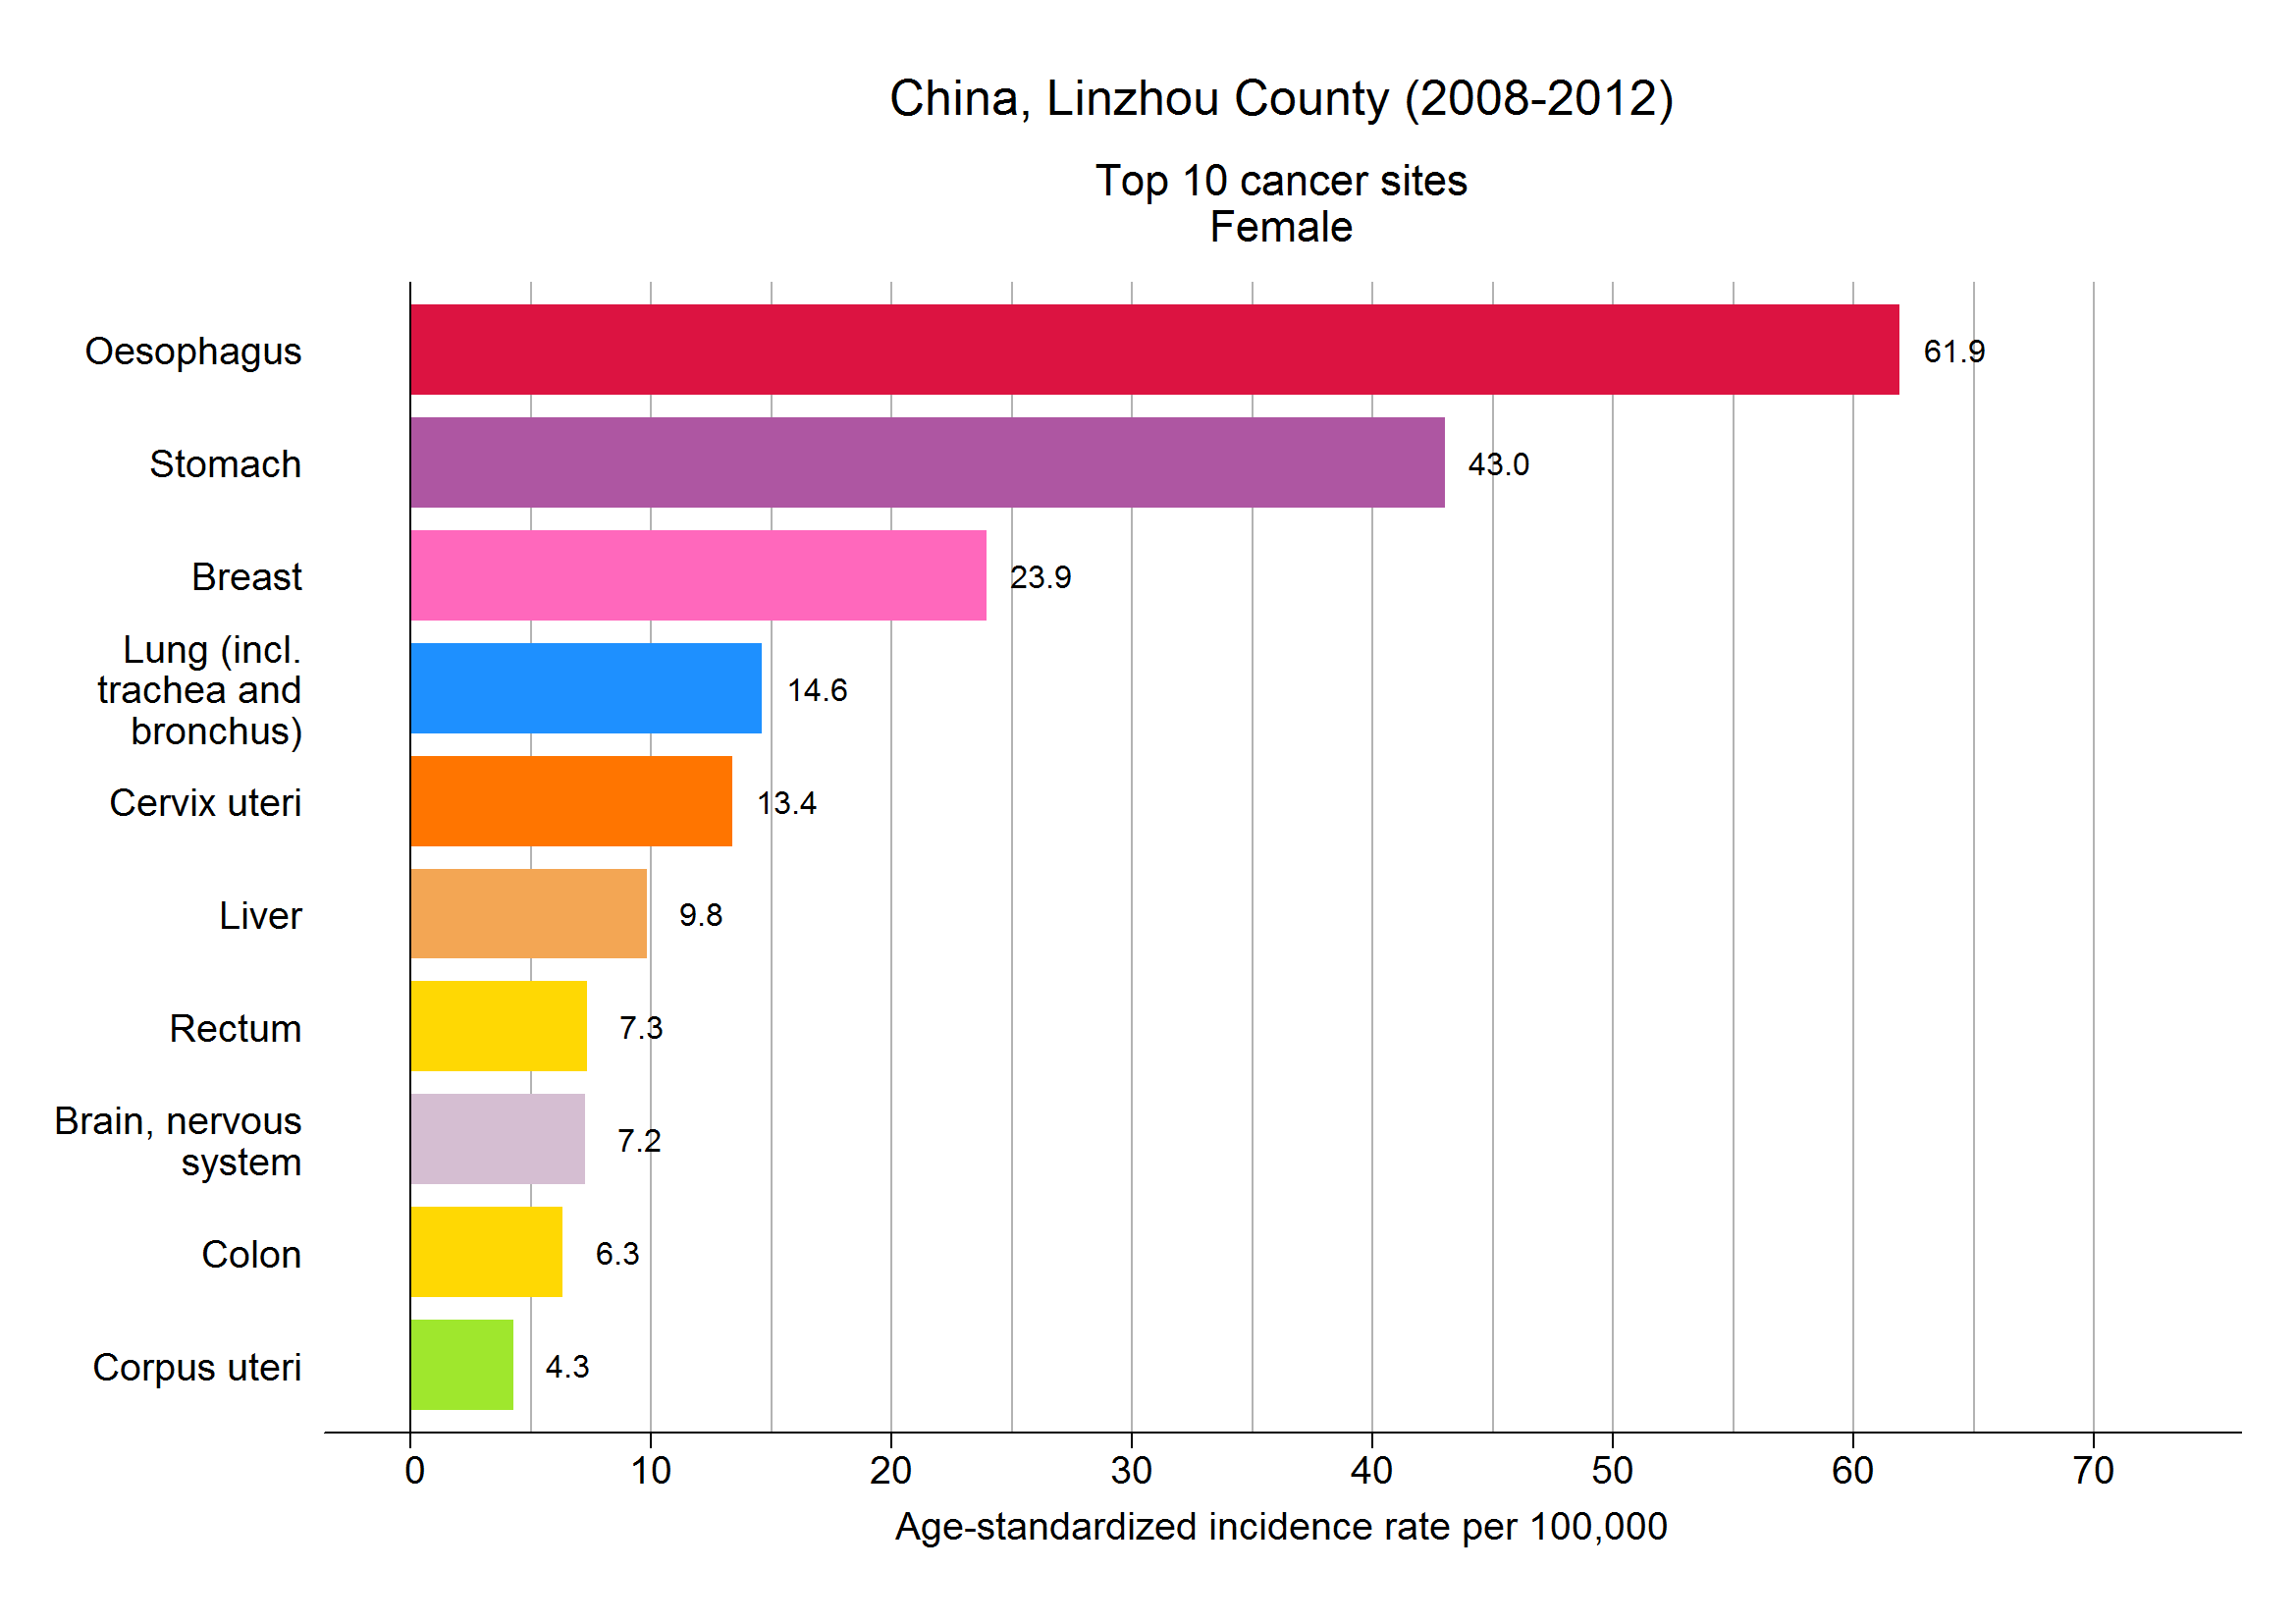 China, Linzhou County (2008-2012)
Top 10 cancer sites
Female
Oesophagus
61.9
Stomach
43.0
Breast
23.9
Lung (incl.
trachea and
bronchus)
14.6
Cervix uteri
13.4
Liver
9.8
Rectum
7.3
Brain, nervous
system
7.2
Colon
6.3
Corpus uteri
4.3
0 10 20 30 40 50 60 70
Age-standardized incidence rate per 100,000